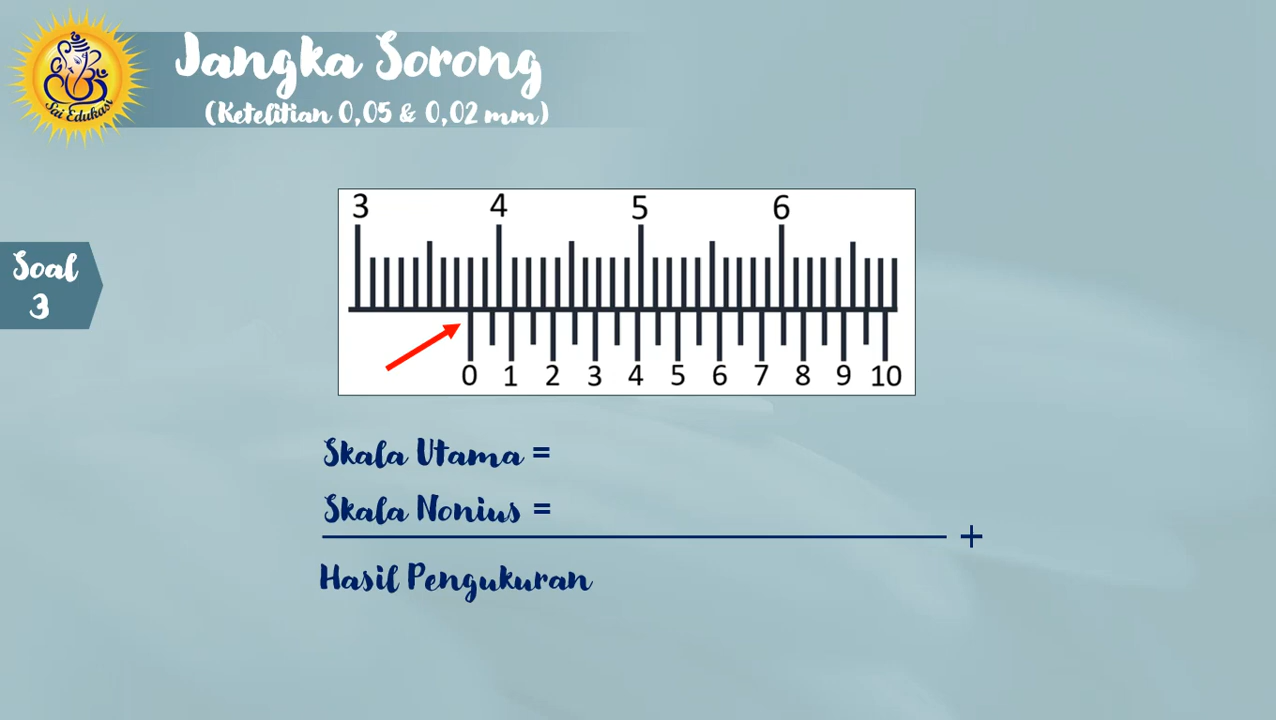 Sai Edukasi
Jangka Sorong
(Ketelitian 0,05 & 0,02 mm)
Soal
3
3 4 5 6
0 1 2 3 4 5 6 7 8 9 10
Skala Utama =
Skala Nonius =
+
Hasil Pengukuran